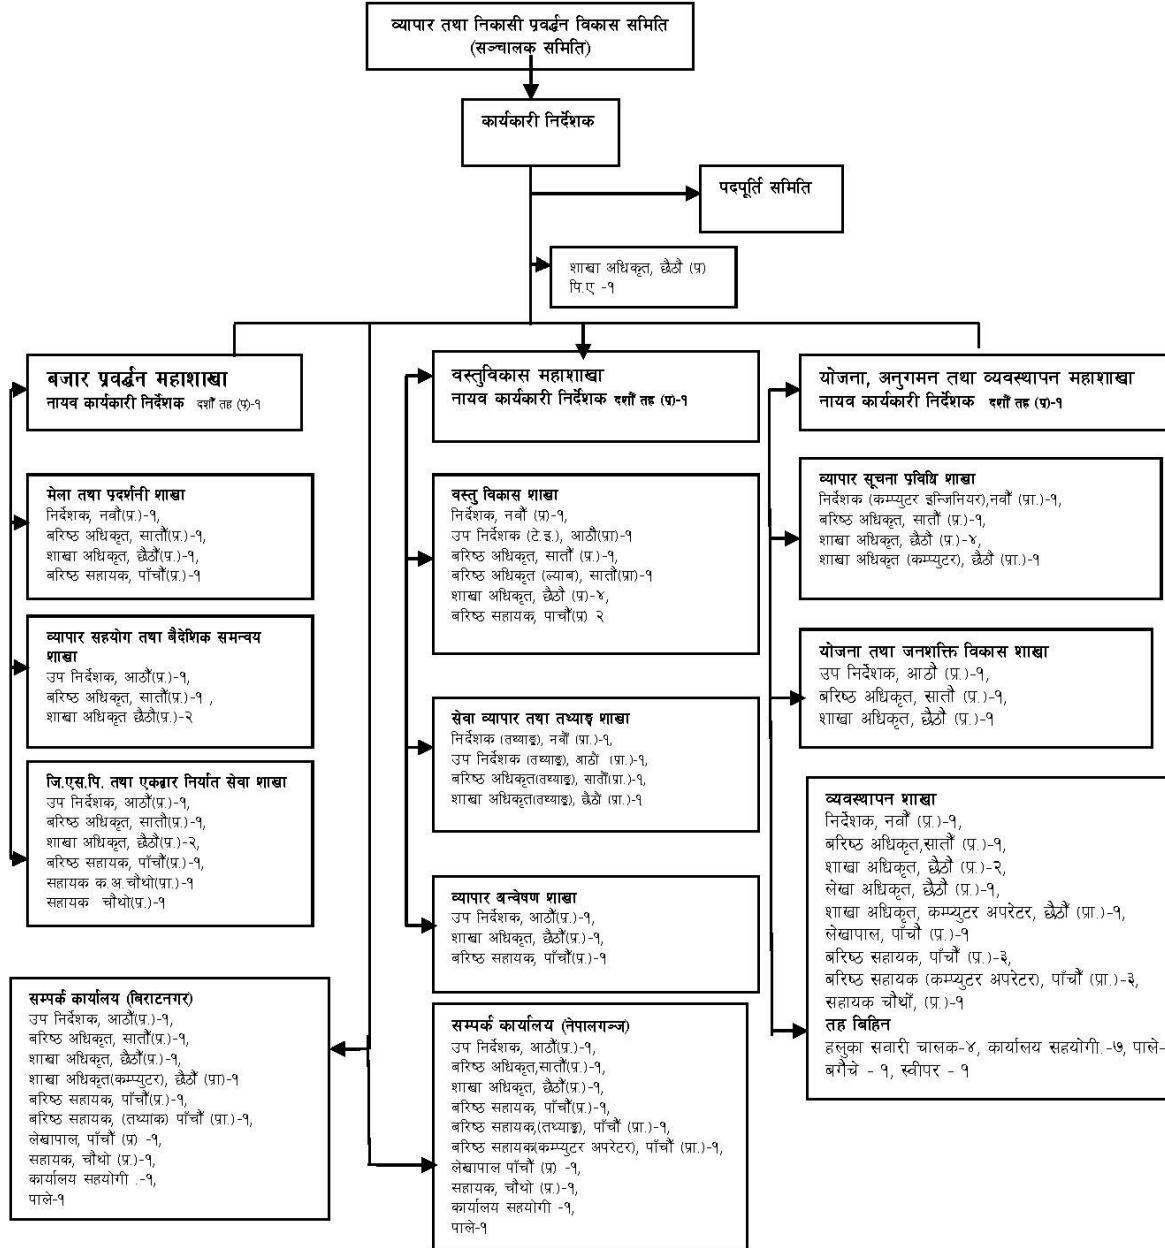 व्यापार तथा निकासी प्रवर्द्धन विकास समिति
(सञ्चालक समिति)
कार्यकारी निर्देशक
पदपूर्ति समिति
शाखा अधिकृत, छैठौ (प्र)
पि.ए -१
बजार प्रवर्द्धन महाशाखा
नायव कार्यकारी निर्देशक दशौं तह (प्र)-१
मेला तथा प्रदर्शनी शाखा
निर्देशक, नवौं(प्र.)-१,
बरिष्ठ अधिकृत, सातौं(प्र.)-१,
शाखा अधिकृत, छैठौं(प्र.)-१,
बरिष्ठ सहायक, पाँचौं(प्र.)-१
व्यापार सहयोग तथा बैदेशिक समन्वय
शाखा
उप निर्देशक, आठौं(प्र.)-१,
बरिष्ठ अधिकृत, सातौं(प्र.)-१ ,
शाखा अधिकृत छैठौं(प्र.)-२
जि.एस.पि. तथा एकद्वार निर्यात सेवा शाखा
उप निर्देशक, आठौं(प्र.)-१,
बरिष्ठ अधिकृत, सातौ(प्र.)-१,
शाखा अधिकृत, छैठौं(प्र.)-२,
बरिष्ठ सहायक, पाँचौं(प्र.)-१,
सहायक क.अ.चौथो(प्रा.)-१
सहायक चौथो(प्र.)-१
सम्पर्क कार्यालय (बिराटनगर)
उप निर्देशक, आठौं(प्र.)-१,
बरिष्ठ अधिकृत, सातौं(प्र.)-१,
शाखा अधिकृत, छैठौं(प्र.)-१,
शाखा अधिकृत(कम्प्युटर), छैठौं (प्रा)-१
बरिष्ठ सहायक, पाँचौं(प्र.)-१,
बरिष्ठ सहायक, (तथ्यांक) पाँचौं (प्रा.)-१,
लेखापाल, पाँचौं (प्र) -१,
सहायक, चौथो (प्र.)-१,
कार्यालय सहयोगी .-१,
पाले-१
वस्तुविकास महाशाखा
नायव कार्यकारी निर्देशक दशौं तह (प्र)-१
वस्तु विकास शाखा
निर्देशक, नवौं (प्र)-१,
उप निर्देशक (टे.इ.), आठौं(प्रा)-१
बरिष्ठ अधिकृत, सातौं (प्र.)-१,
बरिष्ठ अधिकृत (ल्याब), सातौं(प्रा)-१
शाखा अधिकृत, छैठौं (प्र)-४,
बरिष्ठ सहायक, पाचौं(प्र) २
सेवा व्यापार तथा तथ्याङ्क शाखा
निर्देशक (तथ्याङ्क), नवौं (प्रा.)-१,
उप निर्देशक (तथ्याङ्क), आठौं (प्रा.)-१,
बरिष्ठ अधिकृत(तथ्याङ्क), सातौं(प्रा.)-१,
शाखा अधिकृत(तथ्याङ्क), छैठौं (प्रा.)-१
व्यापार अन्वेषण शाखा
उप निर्देशक, आठौं(प्र.)-१,
शाखा अधिकृत, छैठौं(प्र.)-१,
बरिष्ठ सहायक, पाँचौं(प्र.)-१
सम्पर्क कार्यालय (नेपालगञ्ज)
उप निर्देशक, आठौं(प्र.)-१,
बरिष्ठ अधिकृत,सातौं(प्र.)-१,
शाखा अधिकृत, छैठौं(प्र.)-१,
बरिष्ठ सहायक, पाँचौं(प्र.)-१,
बरिष्ठ सहायक,(तथ्याङ्क), पाँचौं (प्रा.)-१,
बरिष्ठ सहायक(कम्प्युटर अपरेटर), पाँचौं (प्रा.)-१,
लेखापाल पाँचौं (प्र) -१,
सहायक, चौथो (प्र.)-१,
कार्यालय सहयोगी -१,
पाले-१
योजना, अनुगमन तथा व्यवस्थापन महाशाखा
नायव कार्यकारी निर्देशक दशौं तह (प्र)-१
व्यापार सूचना प्रविधि शाखा
निर्देशक (कम्प्युटर इन्जिनियर),नवौं (प्रा.)-१,
बरिष्ठ अधिकृत, सातौं (प्र.)-१,
शाखा अधिकृत, छैठौं (प्र.)-४,
शाखा अधिकृत (कम्प्युटर), छैठौं (प्रा.)-१
योजना तथा जनशक्ति विकास शाखा
उप निर्देशक, आठौं (प्र.)-१,
बरिष्ठ अधिकृत, सातौ (प्र.)-१,
शाखा अधिकृत, छैठौं (प्र.)-१
व्यवस्थापन शाखा
निर्देशक, नवौं (प्र.)-१,
बरिष्ठ अधिकृत,सातौं (प्र.)-१,
शाखा अधिकृत, छैठौं (प्र.)-२,
लेखा अधिकृत, छैठौं (प्र.)-१,
शाखा अधिकृत, कम्प्युटर अपरेटर, छैठौं (प्रा.)-१,
लेखापाल, पाँचौ (प्र.)-१
बरिष्ठ सहायक, पाँचौं (प्र.)-३,
बरिष्ठ सहायक (कम्प्युटर अपरेटर), पाँचौं (प्रा.)-३,
सहायक चौथों, (प्र.)-१
तह बिहिन
हलुका सवारी चालक-४, कार्यालय सहयोगी.-७, पाले-
बगैचे - १, स्वीपर - १